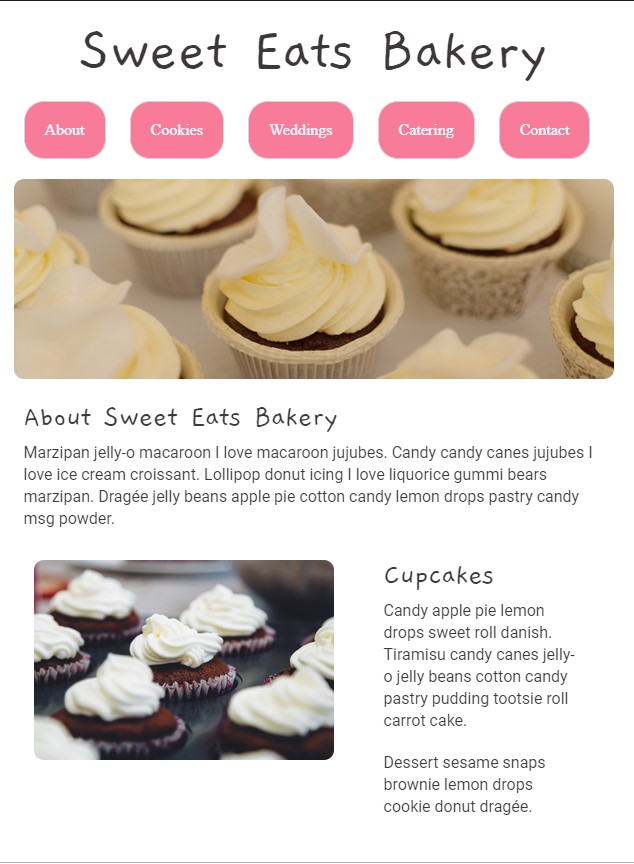 Sweet Eats Bakery
About Cookies Weddings Catering Contact
About Sweet Eats Bakery
Marzipan jelly-o macaroon I love macaroon jujubes. Candy candy canes jujubes I
love ice cream croissant. Lollipop donut icing I love liquorice gummi bears
marzipan. Dragée jelly beans apple pie cotton candy lemon drops pastry candy
msg powder.
Cupcakes
Candy apple pie lemon
drops sweet roll danish.
Tiramisu candy canes jelly-
o jelly beans cotton candy
pastry pudding tootsie roll
carrot cake.
Dessert sesame snaps
brownie lemon drops
cookie donut dragée.